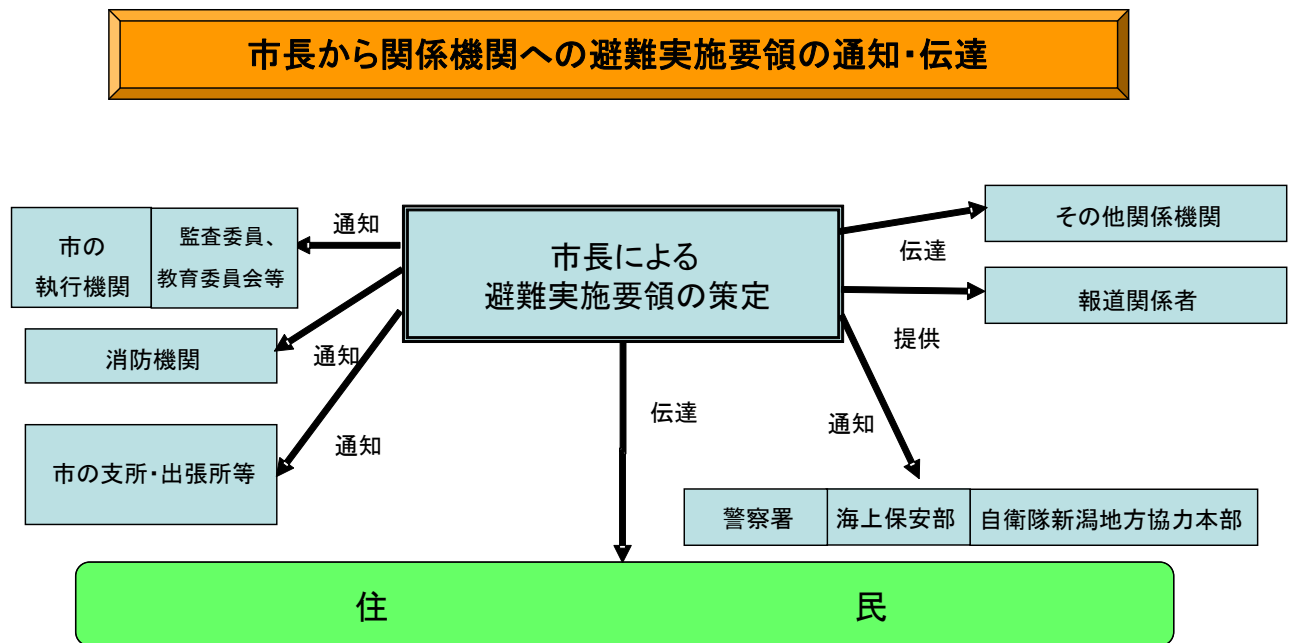 市長から関係機関への避難実施要領の通知・伝達
市の
執行機関
監査委員、
教育委員会等
通知
市長による
避難実施要領の策定
その他関係機関
伝達
報道関係者
提供
消防機関
通知
市の支所・出張所等
通知
伝達
通知
警察署
海上保安部
自衛隊新潟地方協力本部
住 民